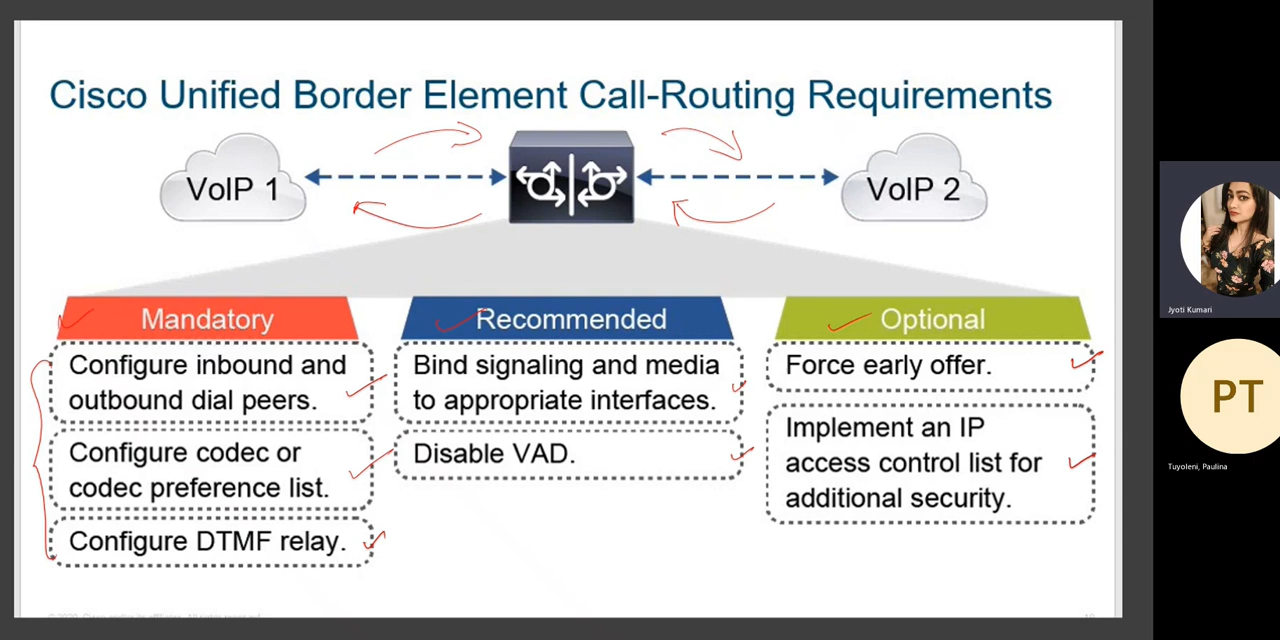 Cisco Unified Border Element Call-Routing Requirements
VoIP 1
VoIP 2
Mandatory
Configure inbound and
outbound dial peers.
Configure codec or
codec preference list.
Configure DTMF relay.
Recommended
Bind signaling and media
to appropriate interfaces.
Disable VAD.
Optional
Force early offer.
Implement an IP
access control list for
additional security.
Jyoti Kumari
PT
Tuyoleni, Paulina